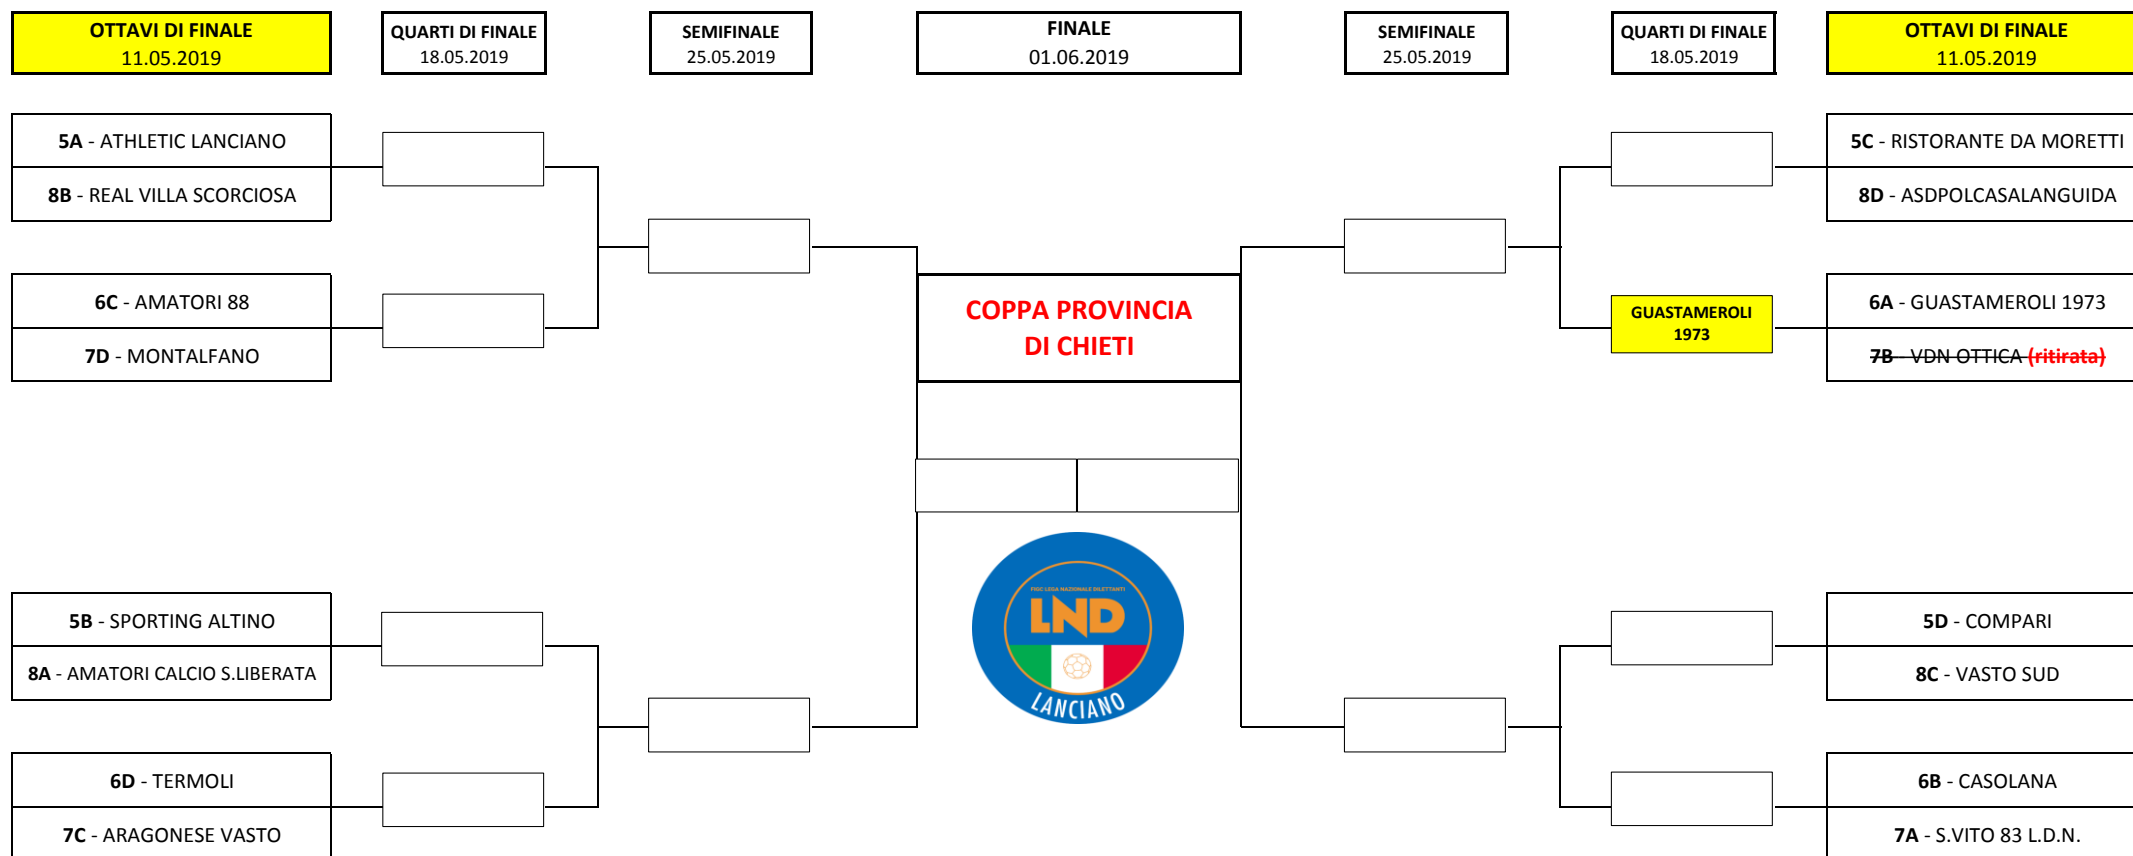 OTTAVI DI FINALE
11.05.2019
QUARTI DI FINALE
18.05.2019
SEMIFINALE
25.05.2019
FINALE
01.06.2019
SEMIFINALE
25.05.2019
QUARTI DI FINALE
18.05.2019
OTTAVI DI FINALE
11.05.2019
5A - ATHLETIC LANCIANO
8B - REAL VILLA SCORCIOSA
6C - AMATORI 88
7D - MONTALFANO
5B - SPORTING ALTINO
8A - AMATORI CALCIO S.LIBERATA
6D - TERMOLI
7C - ARAGONESE VASTO
COPPA PROVINCIA
DI CHIETI
FIGC LEGA NAZIONALE DILETTANTI
LND
LANCIANO
GUASTAMEROLI
1973
5C - RISTORANTE DA MORETTI
8D - ASDPOLCASALANGUIDA
6A - GUASTAMEROLI 1973
7B - VDN OTTICA (ritirata)
5D - COMPARI
8C - VASTO SUD
6B - CASOLANA
7A - S.VITO 83 L.D.N.